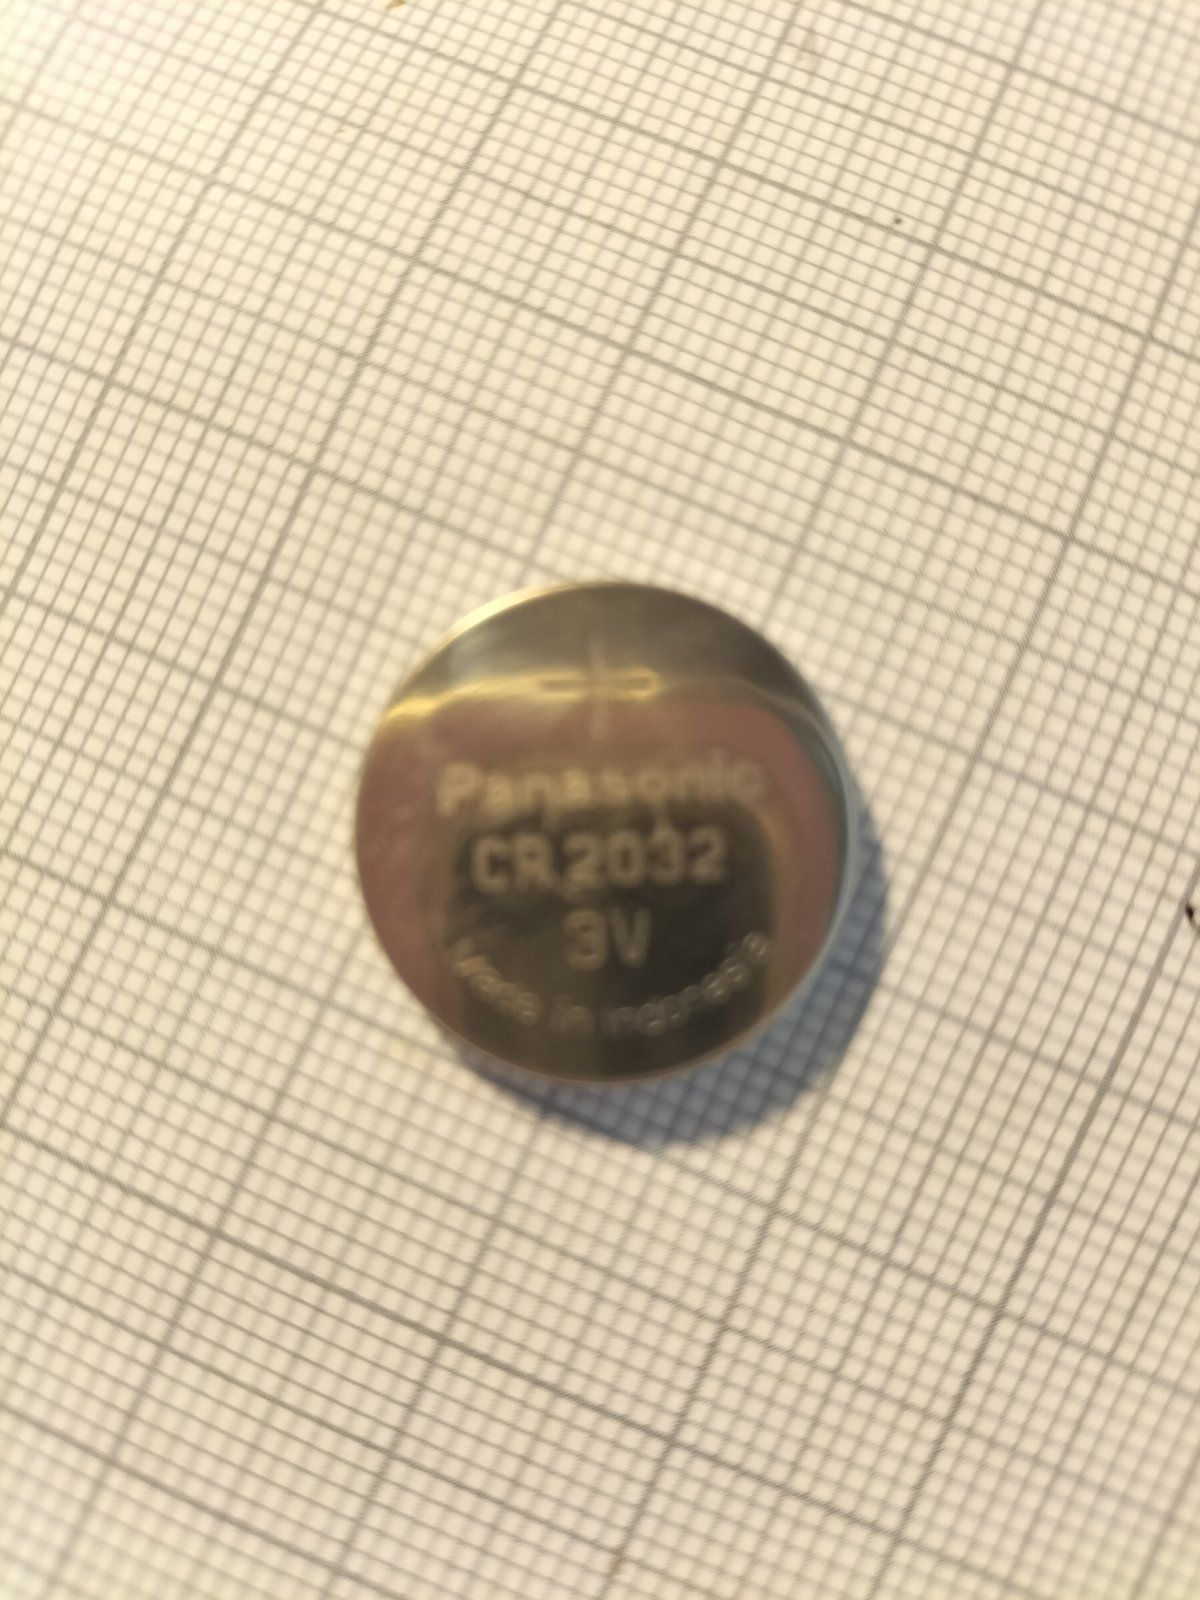 +
Panasonic
CR2032
3V
Made in Indonesia